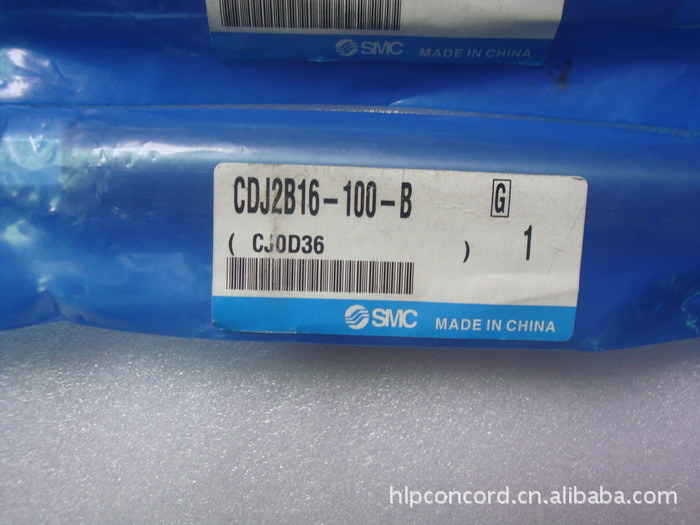 SMC MADE IN CHINA
CDJ2B16-100-B G
( CJ0D36 ) 1
SMC MADE IN CHINA
hlpconcord.cn.alibaba.com